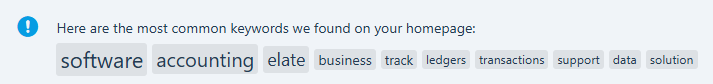 Here are the most common keywords we found on your homepage:
software accounting elate business track ledgers transactions support data solution